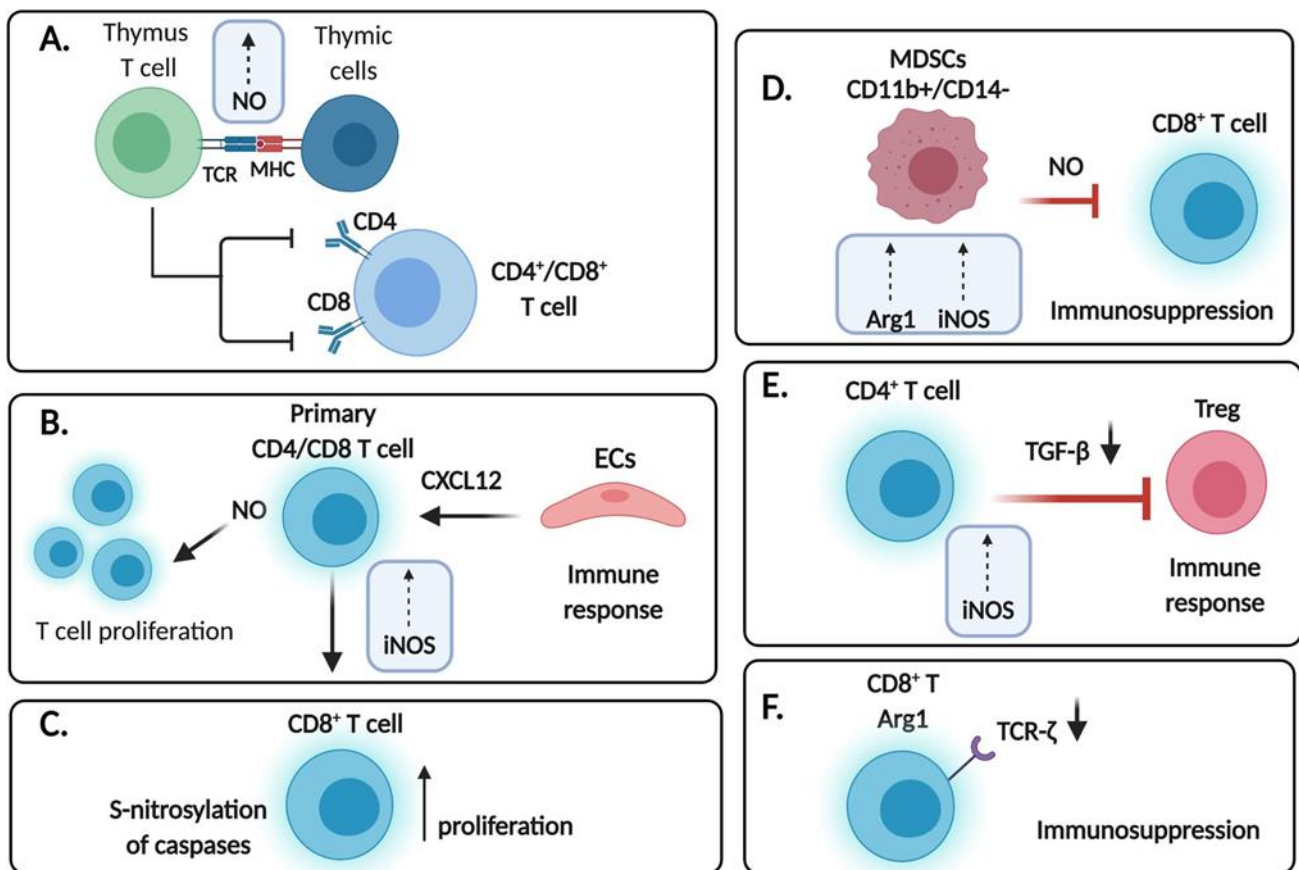 A.
Thymus
T cell
NO
Thymic
cells
TCR
MHC
CD4
CD8
CD4⁺/CD8⁺
T cell
B.
Primary
CD4/CD8 T cell
NO
CXCL12
ECs
iNOS
Immune
response
T cell proliferation
C.
CD8⁺ T cell
S-nitrosylation
of caspases
proliferation
D.
MDSCs
CD11b+/CD14-
NO
CD8⁺ T cell
Arg1 iNOS
Immunosuppression
E.
CD4⁺ T cell
TGF-β
Treg
iNOS
Immune
response
F.
CD8⁺ T
Arg1
TCR-ζ
Immunosuppression